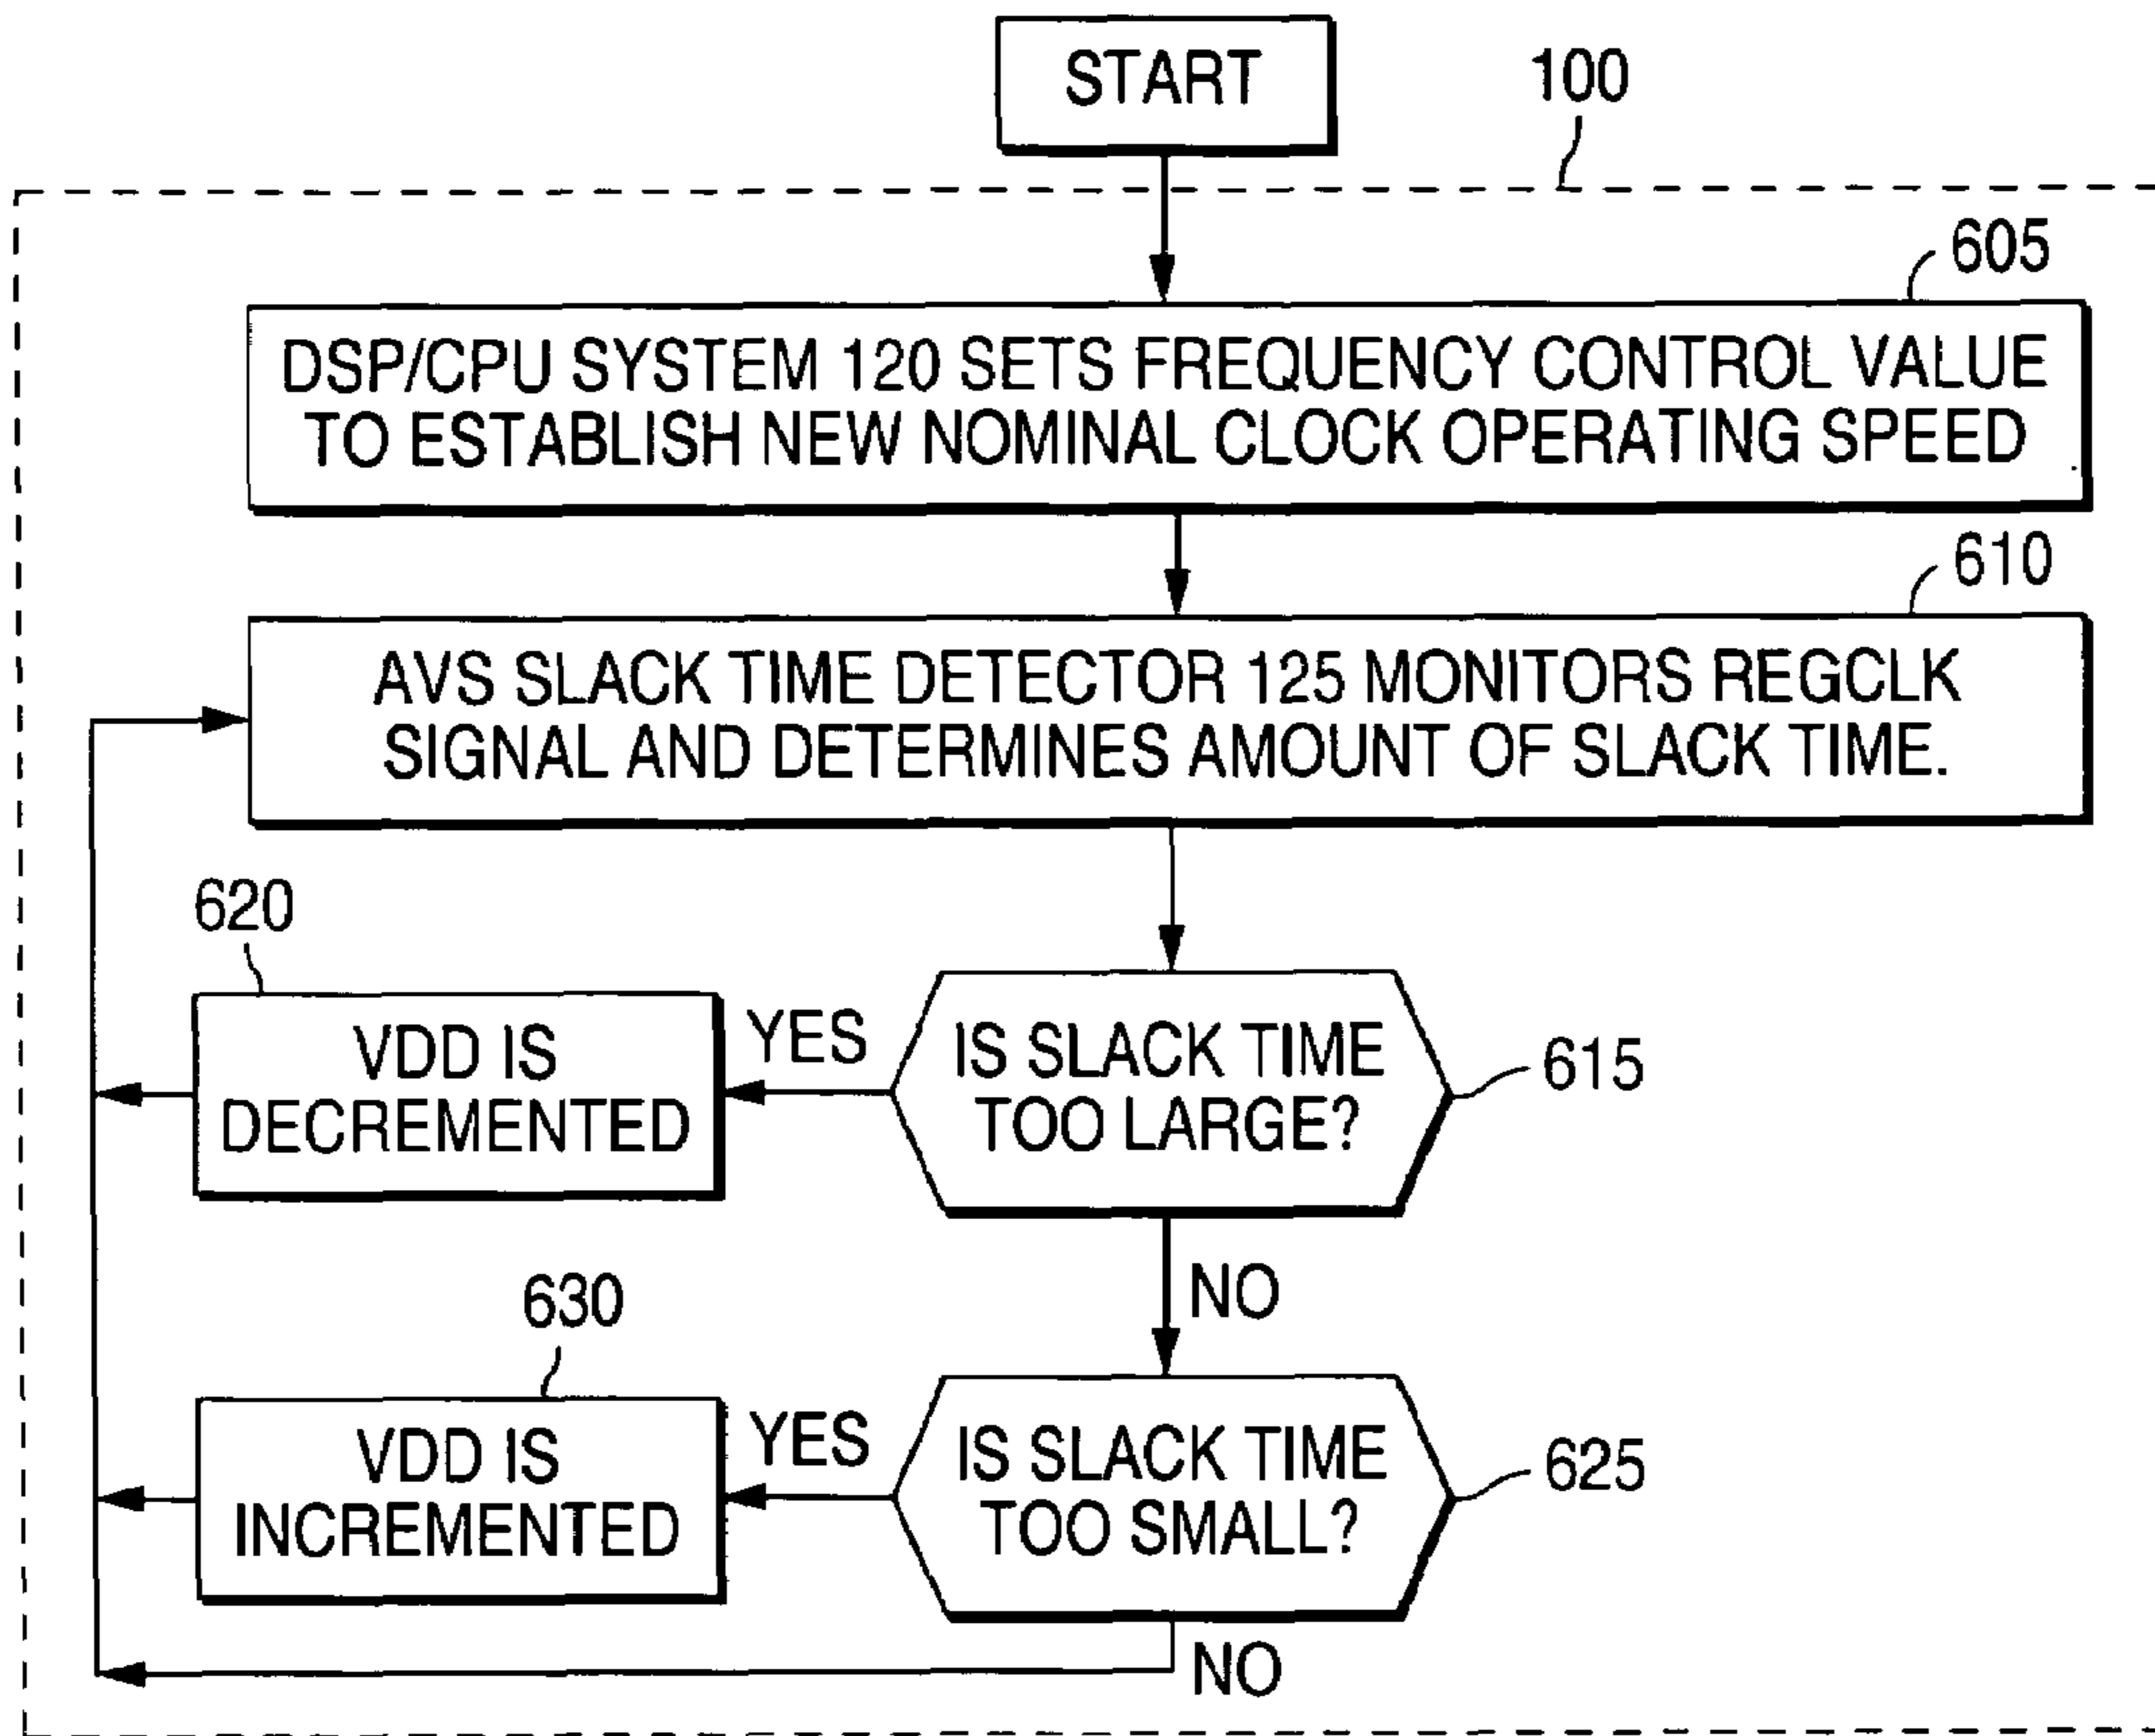 START
100
605
DSP/CPU SYSTEM 120 SETS FREQUENCY CONTROL VALUE
TO ESTABLISH NEW NOMINAL CLOCK OPERATING SPEED
610
AVS SLACK TIME DETECTOR 125 MONITORS REGCLK
SIGNAL AND DETERMINES AMOUNT OF SLACK TIME.
620
VDD IS
DECREMENTED
YES
IS SLACK TIME
TOO LARGE?
615
NO
630
VDD IS
INCREMENTED
YES
IS SLACK TIME
TOO SMALL?
625
NO